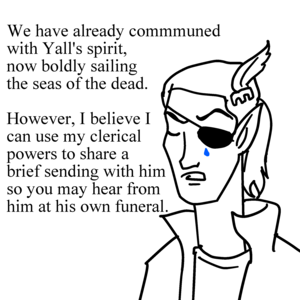 We have already commmuned
with Yall's spirit,
now boldly sailing
the seas of the dead.
However, I believe I
can use my clerical
powers to share a
brief sending with him
so you may hear from
him at his own funeral.